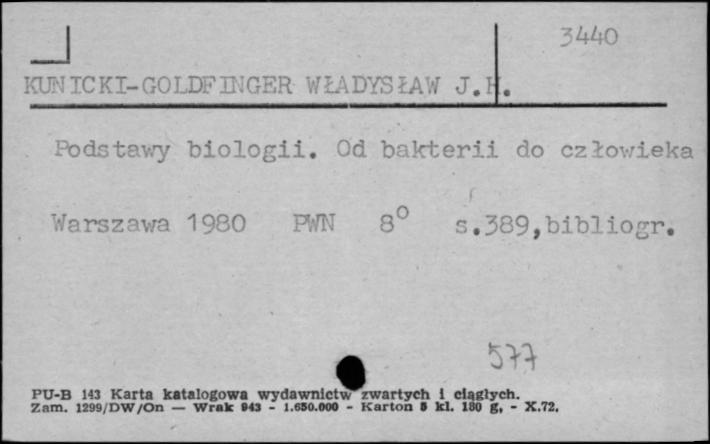 3440
KUNICKI-GOLDFINGER WŁADYSŁAW J.H.
Podstawy biologii. Od bakterii do człowieka
Warszawa 1980 PWN 8° s.389,bibliogr.
577
PU-B 143 Karta katalogowa wydawnictw zwartych i ciągłych.
Zam. 1299/DW/On — Wrak 943 - 1.650.000 - Karton 5 kl. 180 g, - X.72.